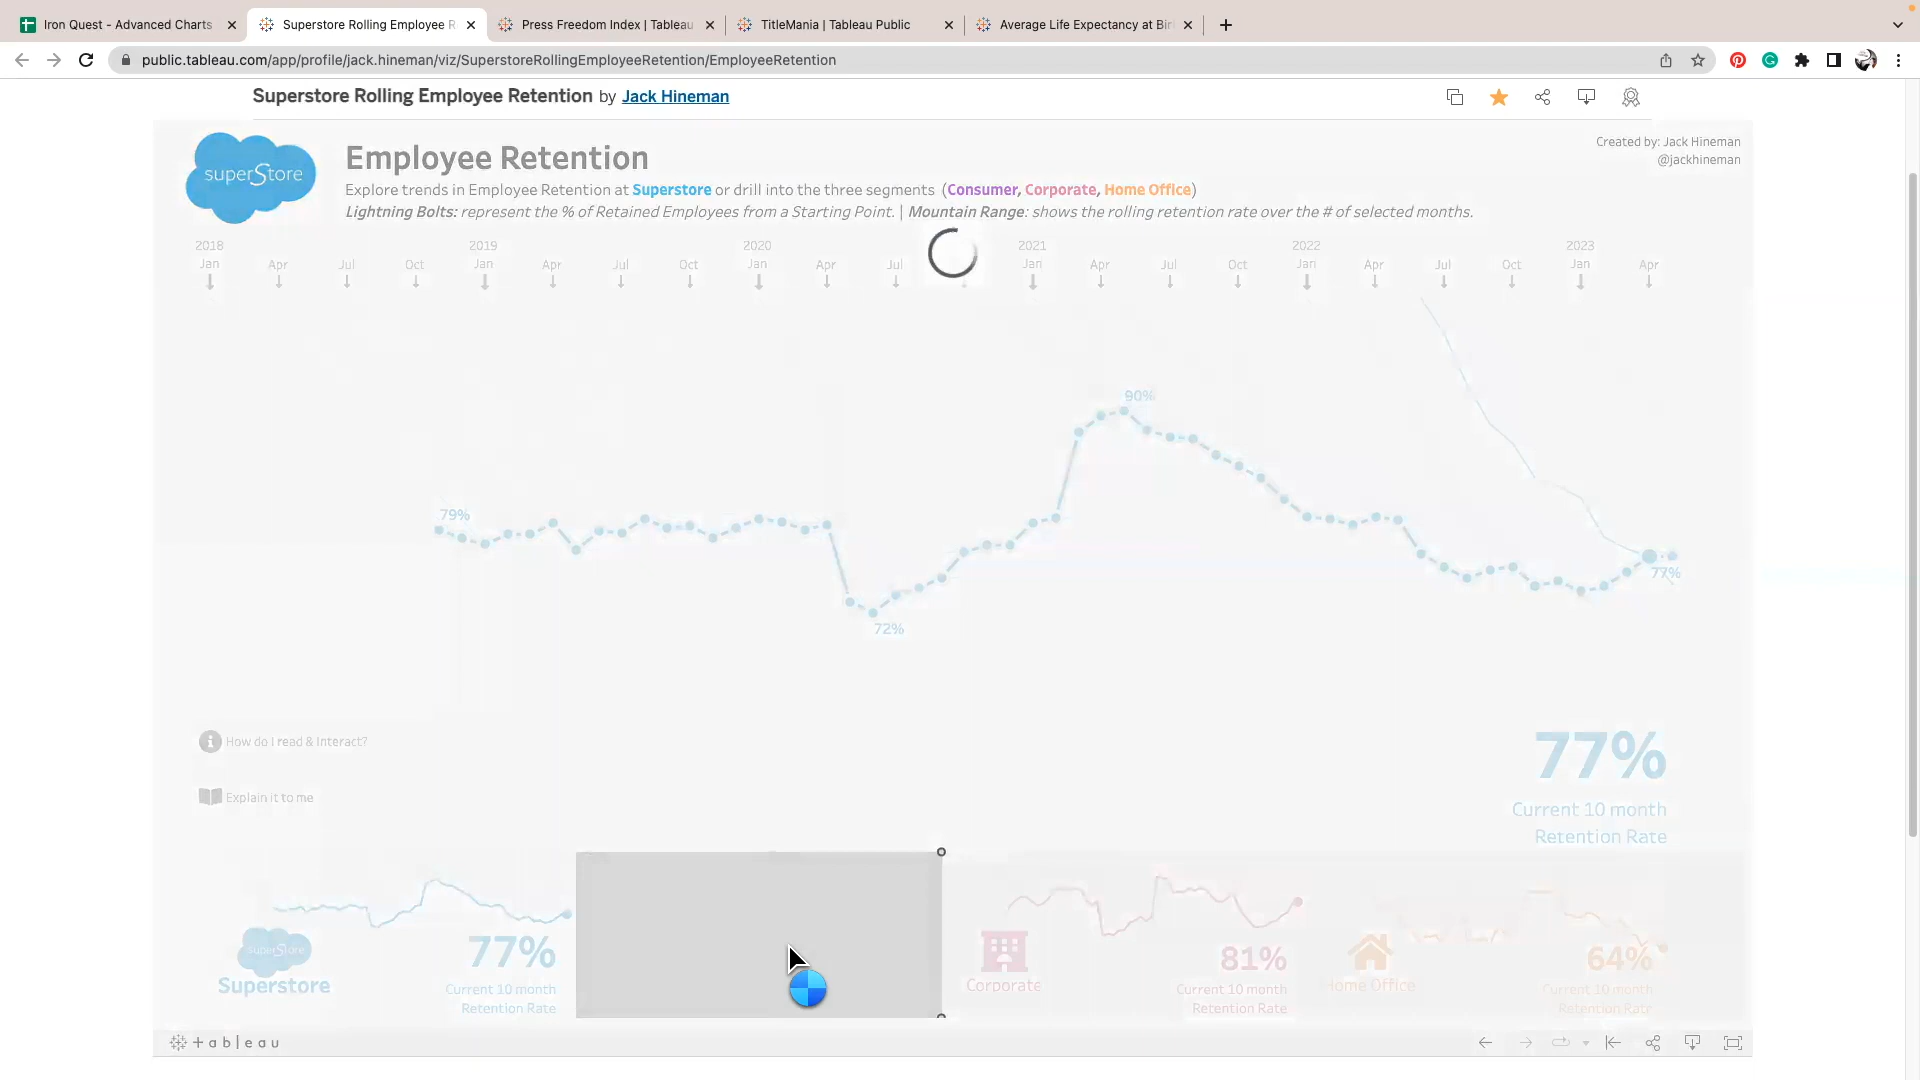 Iron Quest - Advanced Charts
Superstore Rolling Employee R
Press Freedom Index | Tableau
TitleMania | Tableau Public
Average Life Expectancy at Bir
public.tableau.com/app/profile/jack.hineman/viz/SuperstoreRollingEmployeeRetention/EmployeeRetention
Superstore Rolling Employee Retention by Jack Hineman
superStore
Employee Retention
Created by: Jack Hineman
@jackhineman
Explore trends in Employee Retention at Superstore or drill into the three segments (Consumer, Corporate, Home Office)
Lightning Bolts: represent the % of Retained Employees from a Starting Point. | Mountain Range: shows the rolling retention rate over the # of selected months.
2018 2019 2020 2021 2022 2023
Jan Apr Jul Oct Jan Apr Jul Oct Jan Apr Jul Jan Apr Jul Oct Jan Apr Jul Oct Jan Apr
90%
79%
77%
72%
How do I read & Interact?
77%
Explain it to me
Current 10 month
Retention Rate
superStore
Superstore
77%
Current 10 month
Retention Rate
Corporate
81%
Current 10 month
Retention Rate
Home Office
64%
Current 10 month
Retention Rate
+ a b | e a u